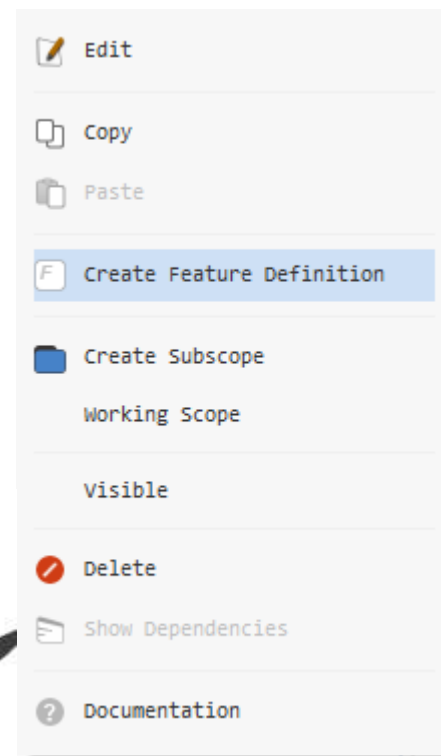 Edit
Copy
Paste
F
Create Feature Definition
Create Subscope
Working Scope
Visible
Delete
Show Dependencies
?
Documentation